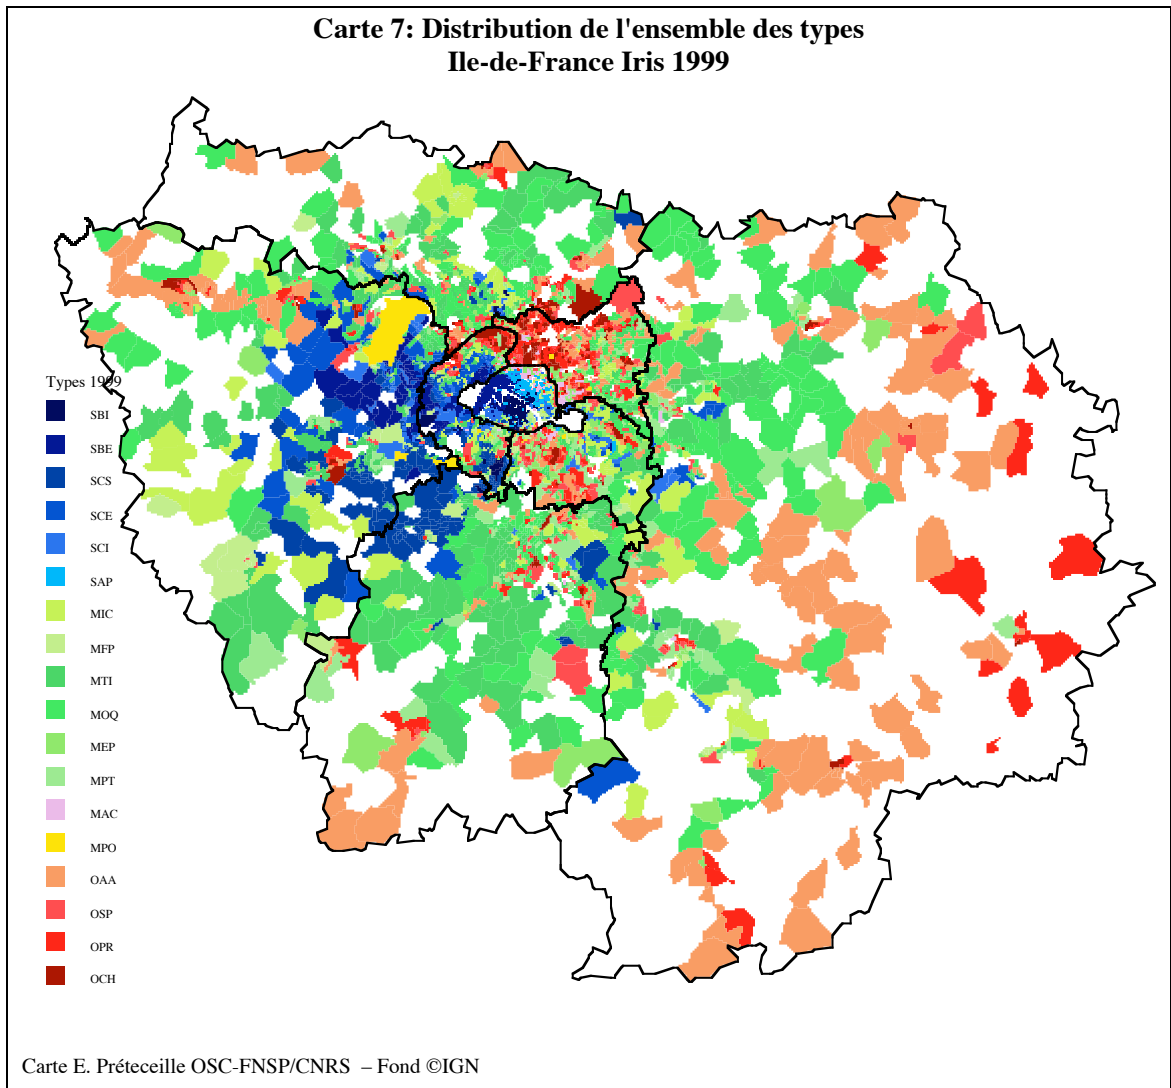 Carte 7: Distribution de l'ensemble des types
Ile-de-France Iris 1999
Types 1999
SBI
SBE
SCS
SCE
SCI
SAP
MIC
MFP
MTI
MOQ
MEP
MPT
MAC
MPO
OAA
OSP
OPR
OCH
Carte E. Préteceille OSC-FNSP/CNRS – Fond ©IGN